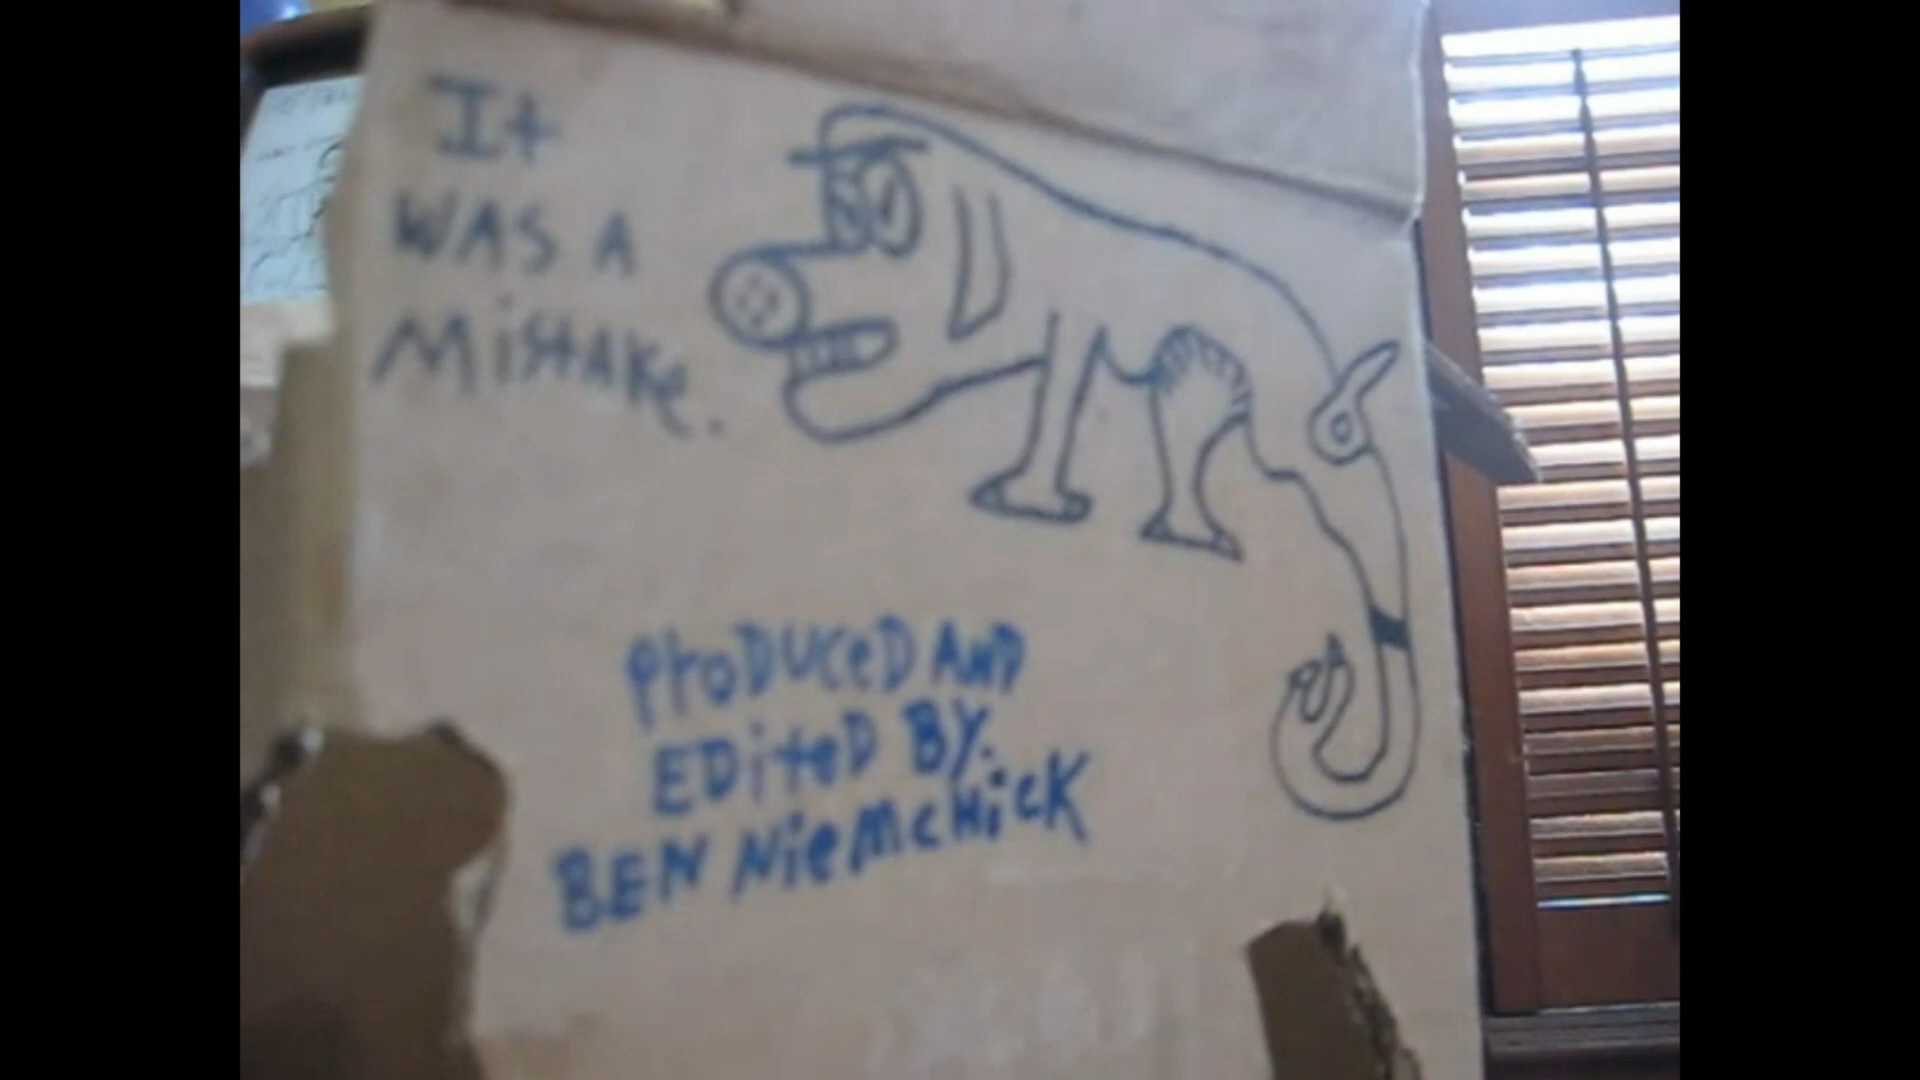 It
WAS A
MistAke.
ProDuceD AND
EDiteD BY.
BEN NiemcHicK